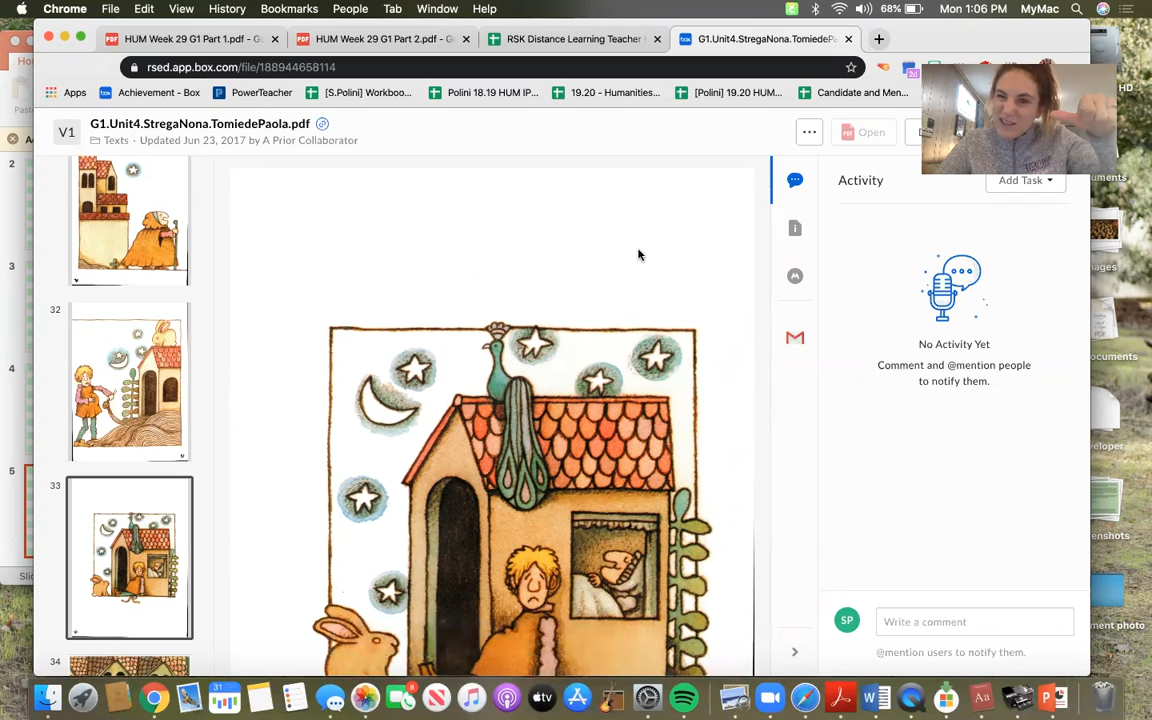 Chrome File Edit View History Bookmarks People Tab Window Help 68% Mon 1:06 PM MyMac
HUM Week 29 G1 Part 1.pdf - G HUM Week 29 G1 Part 2.pdf - G RSK Distance Learning Teacher G1.Unit4.StregaNona.TomiedePa
rsed.app.box.com/file/188944658114
2d
Apps Achievement - Box PowerTeacher [S.Polini] Workboo... Polini 18.19 HUM IP... 19.20 - Humanities... [Polini] 19.20 HUM... Candidate and Men...
HD
V1 G1.Unit4.StregaNona.TomiedePaola.pdf
Texts · Updated Jun 23, 2017 by A Prior Collaborator
... Open
Activity Add Task
2
3
4
5
32
33
34
No Activity Yet
Comment and @mention people
to notify them.
SP Write a comment
@mention users to notify them.
31
8